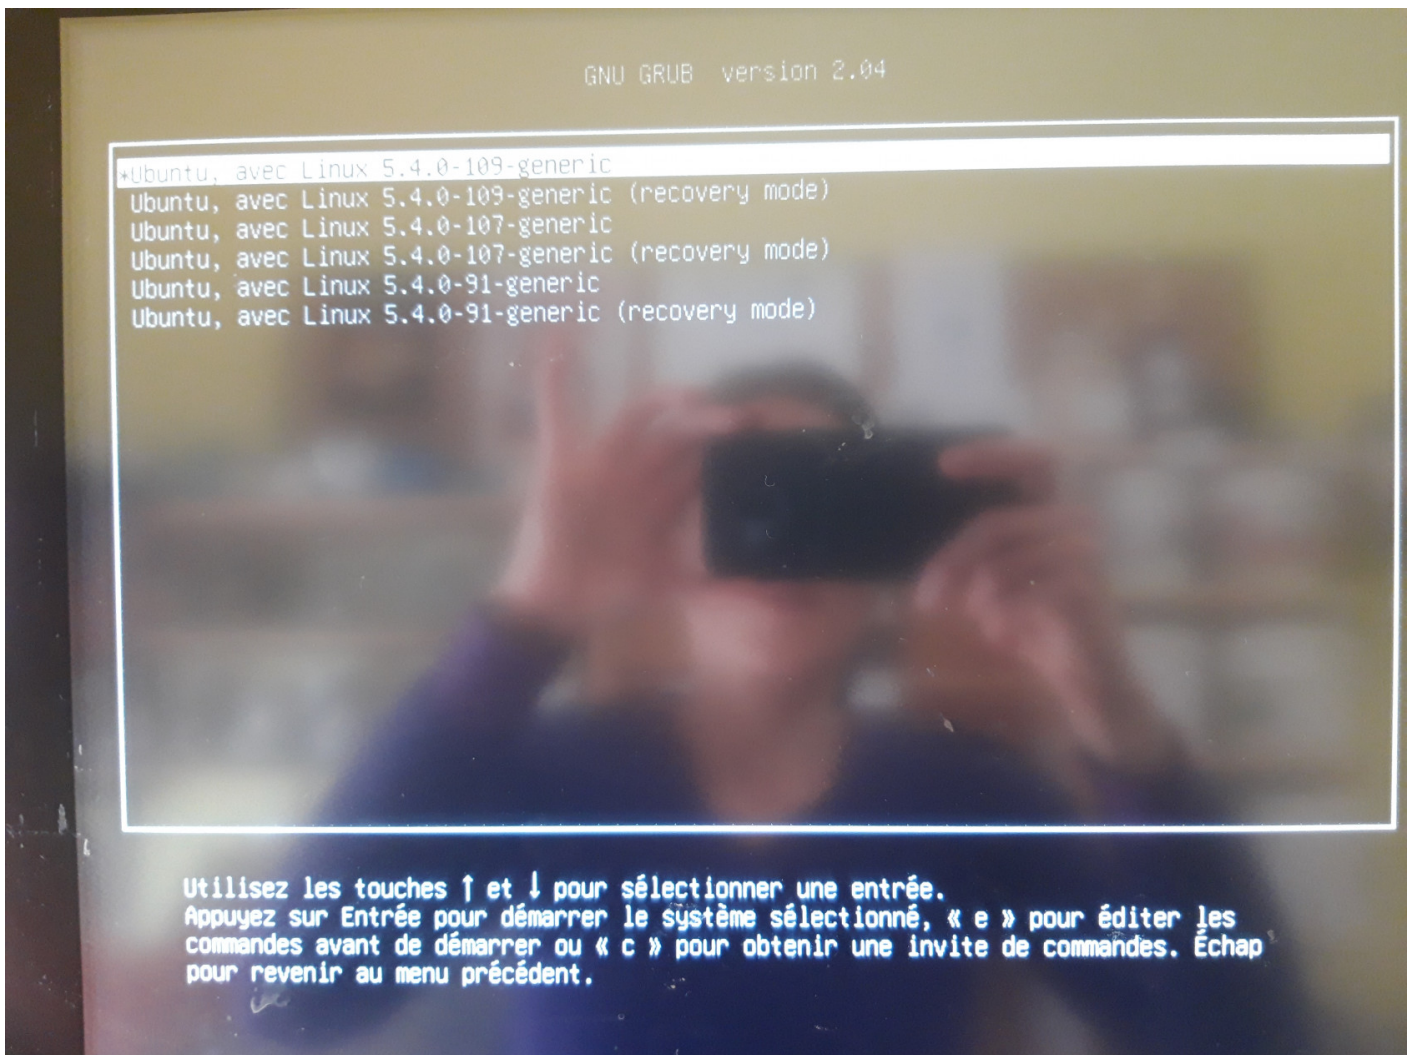 GNU GRUB version 2.04
*Ubuntu, avec Linux 5.4.0-109-generic
Ubuntu, avec Linux 5.4.0-109-generic (recovery mode)
Ubuntu, avec Linux 5.4.0-107-generic
Ubuntu, avec Linux 5.4.0-107-generic (recovery mode)
Ubuntu, avec Linux 5.4.0-91-generic
Ubuntu, avec Linux 5.4.0-91-generic (recovery mode)
Utilisez les touches ↑ et ↓ pour sélectionner une entrée.
Appuyez sur Entrée pour démarrer le système sélectionné, « e » pour éditer les
commandes avant de démarrer ou « c » pour obtenir une invite de commandes. Échap
pour revenir au menu précédent.